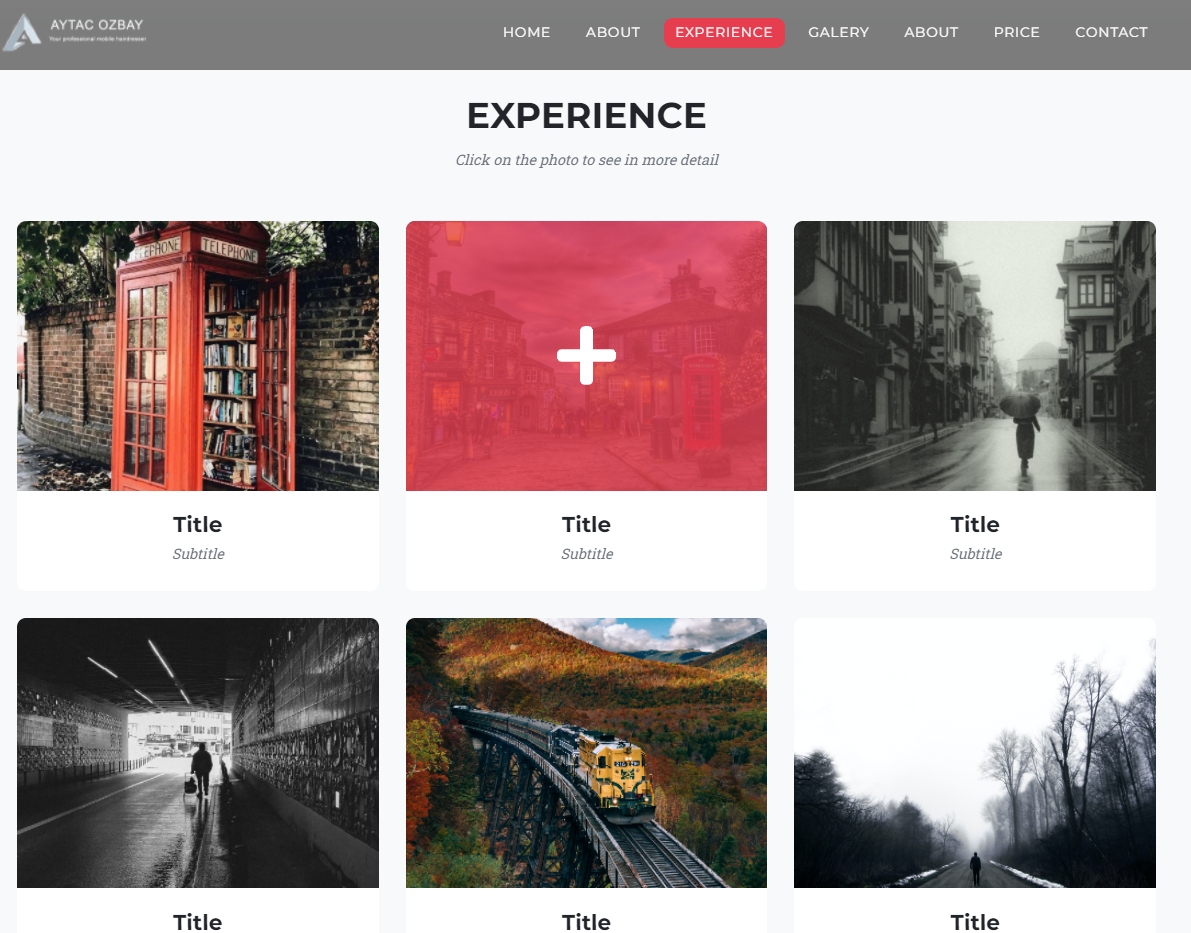 AYTAC OZBAY
Your professional mobile hairdresser
HOME ABOUT EXPERIENCE GALERY ABOUT PRICE CONTACT
EXPERIENCE
Click on the photo to see in more detail
TELEPHONE
Title
Subtitle
Title
Subtitle
Title
Subtitle
Title
Title
Title